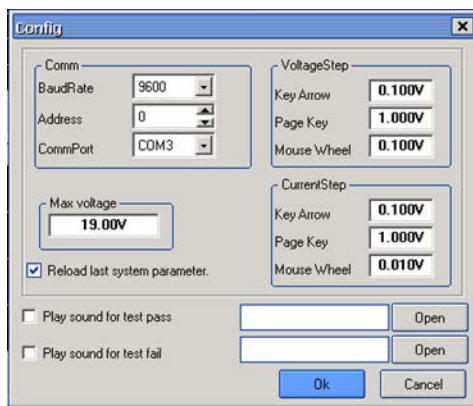 Config
Comm
BaudRate 9600
Address 0
CommPort COM3
VoltageStep
Key Arrow 0.100V
Page Key 1.000V
Mouse Wheel 0.100V
Max voltage
19.00V
CurrentStep
Key Arrow 0.100V
Page Key 1.000V
Mouse Wheel 0.010V
Reload last system parameter.
Play sound for test pass Open
Play sound for test fail Open
Ok Cancel